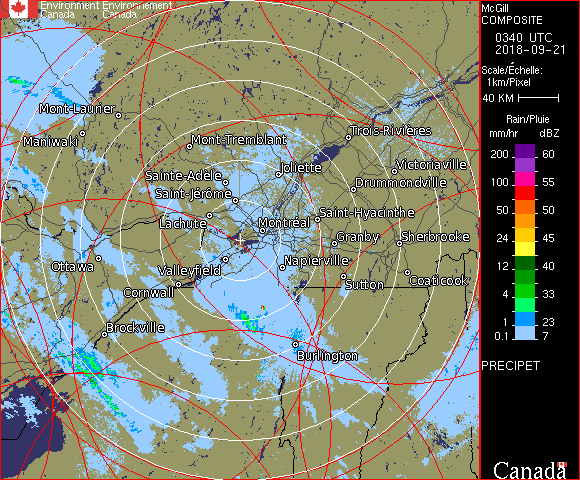 Environment Environnement
Canada Canada
McGill
COMPOSITE
0340 UTC
2018-09-21
Scale/Échelle:
1km/Pixel
40 KM
Rain/Pluie
mm/hr dBZ
200 60
100 55
50 50
24 45
12 40
4 33
1 23
0.1 7
PRECIPET
Mont-Laurier
Maniwaki
Mont-Tremblant
Trois-Rivières
Sainte-Adèle
Joliette
Victoriaville
Saint-Jérôme
Drummondville
Lachute
Montréal
Saint-Hyacinthe
Granby
Sherbrooke
Ottawa
Valleyfield
Napierville
Cornwall
Sutton
Coaticook
Brockville
Burlington
Canada